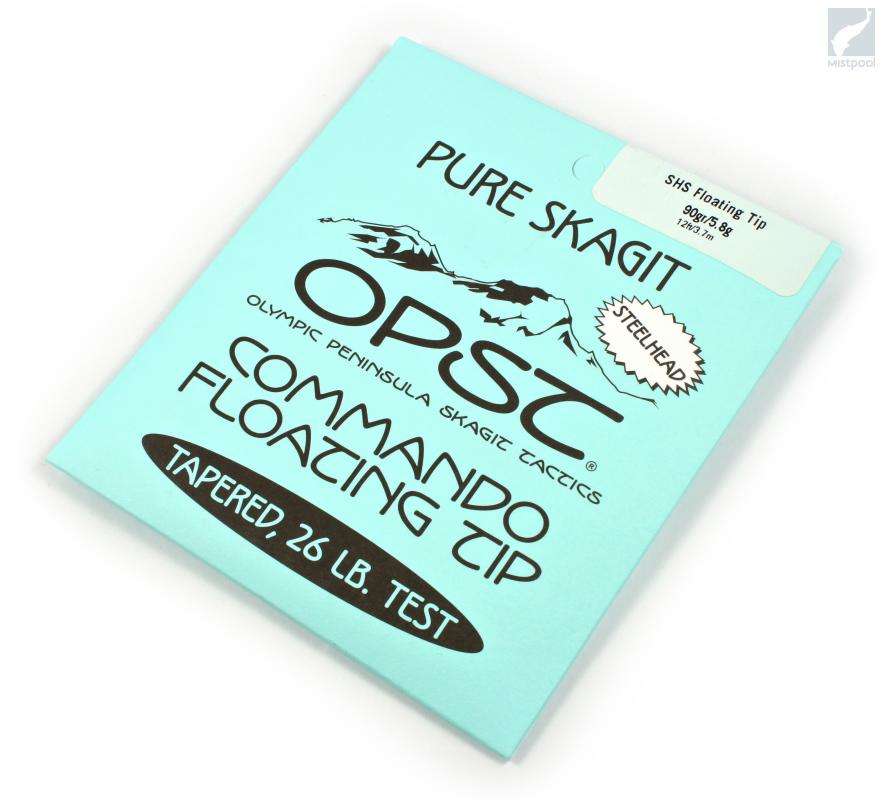 Mistpool
SHS Floating Tip
90gr/5.8g
12ft/3.7m
PURE SKAGIT
STEELHEAD
OPST®
OLYMPIC PENINSULA SKAGIT TACTICS
COMMANDO
FLOATING TIP
TAPERED, 26 LB. TEST